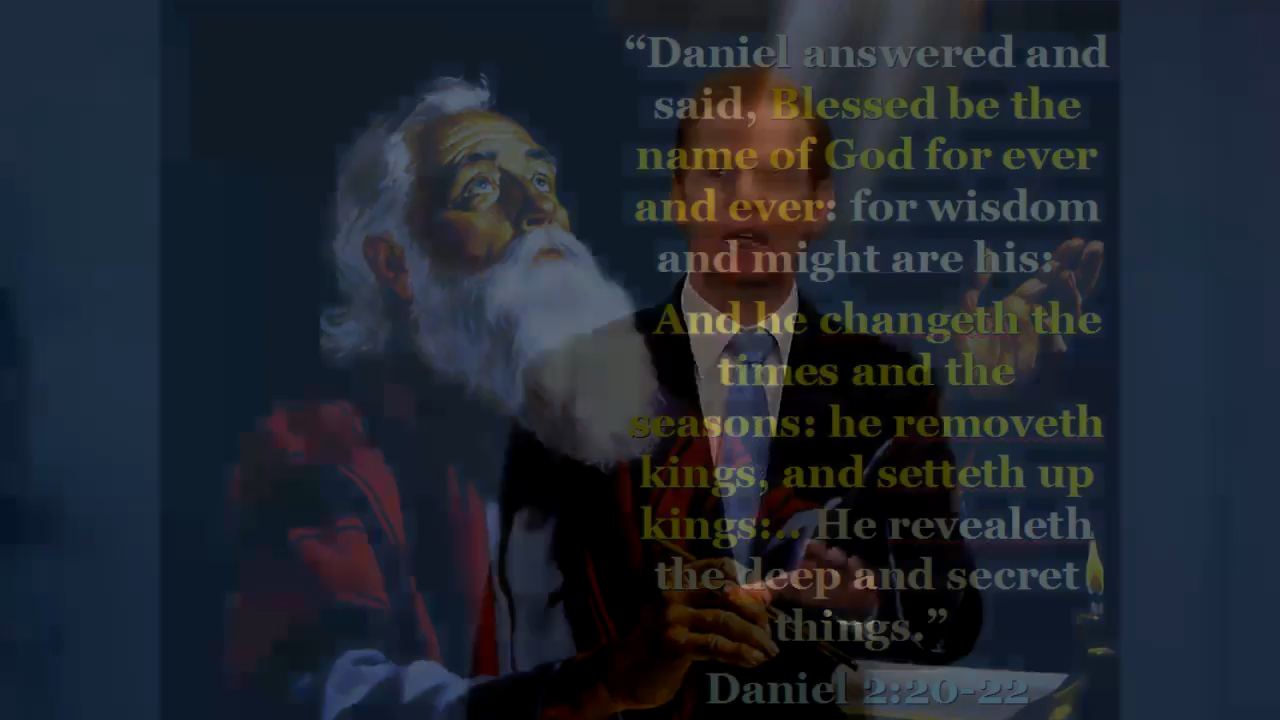 “Daniel answered and
said, Blessed be the
name of God for ever
and ever: for wisdom
and might are his:
And he changeth the
times and the
seasons: he removeth
kings, and setteth up
kings:.. He revealeth
the deep and secret
things.”
Daniel 2:20-22